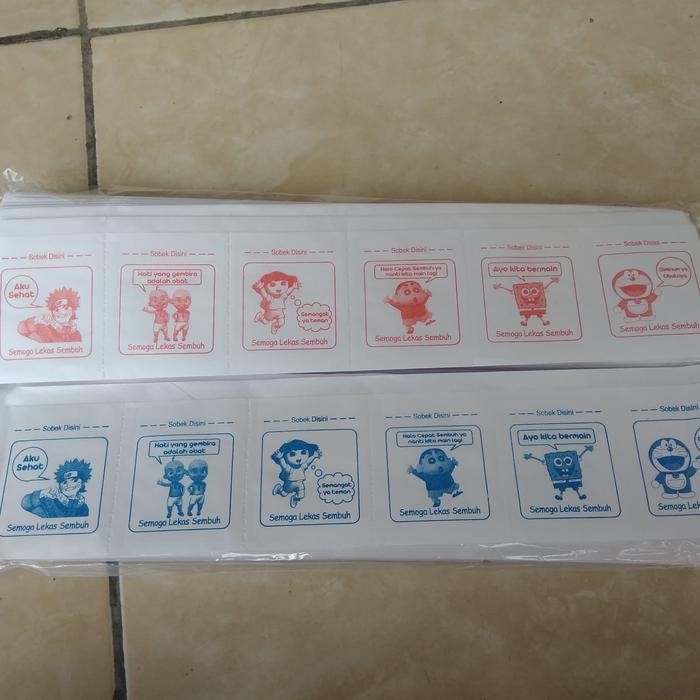 Sobek Disini
Sobek Disini
Sobek Disini
Sobek Disini
Sobek Disini
Sobek Disini
Aku
Sehat
Semoga Lekas Sembuh
Hati yang gembira
adalah obat
Semoga Lekas Sembuh
Semangat
ya teman
Semoga Lekas Sembuh
Halo Cepat Sembuh ya
nanti kita main lagi
Semoga Lekas Sembuh
Ayo kita bermain
Semoga Lekas Sembuh
Diminum ya
Obatnya
Semoga Lekas Sembuh
Sobek Disini
Sobek Disini
Sobek Disini
Sobek Disini
Sobek Disini
Sobek Disini
Aku
Sehat
Semoga Lekas Sembuh
Hati yang gembira
adalah obat
Semoga Lekas Sembuh
Semangat
ya teman
Semoga Lekas Sembuh
Halo Cepat Sembuh ya
nanti kita main lagi
Semoga Lekas Sembuh
Ayo kita bermain
Semoga Lekas Sembuh
Semoga Lek